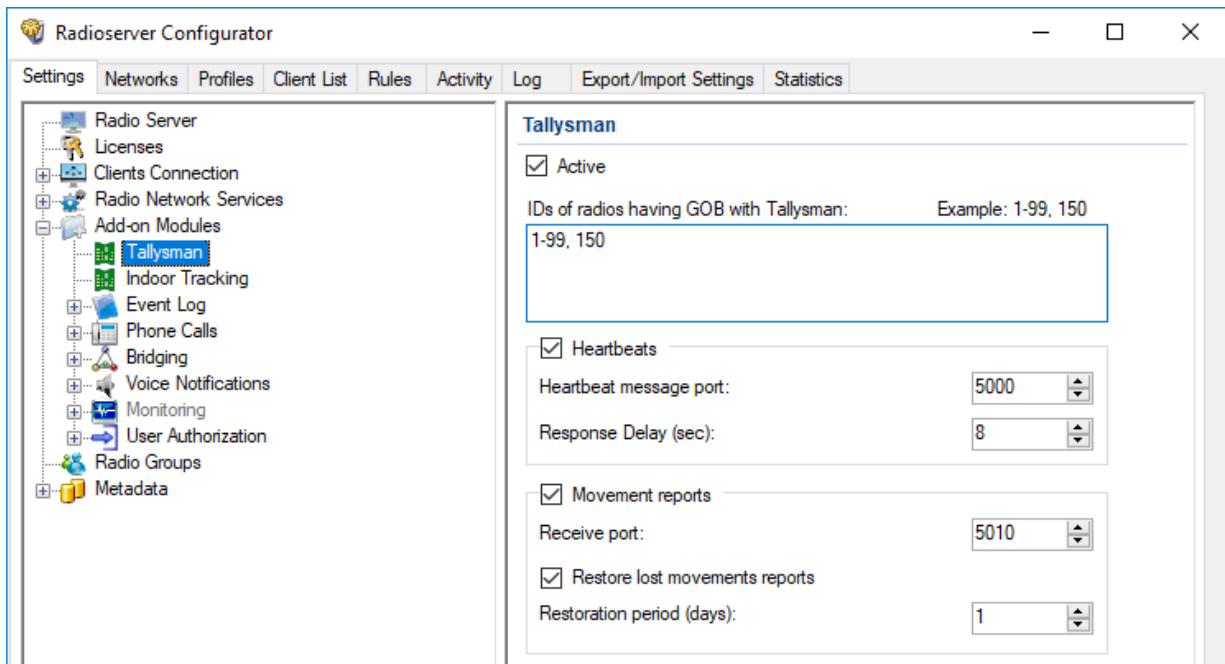 Radioserver Configurator
Settings Networks Profiles Client List Rules Activity Log Export/Import Settings Statistics
Radio Server
Licenses
Clients Connection
Radio Network Services
Add-on Modules
Tallysman
Indoor Tracking
Event Log
Phone Calls
Bridging
Voice Notifications
Monitoring
User Authorization
Radio Groups
Metadata
Tallysman
Active
IDs of radios having GOB with Tallysman: Example: 1-99, 150
1-99, 150
Heartbeats
Heartbeat message port: 5000
Response Delay (sec): 8
Movement reports
Receive port: 5010
Restore lost movements reports
Restoration period (days): 1